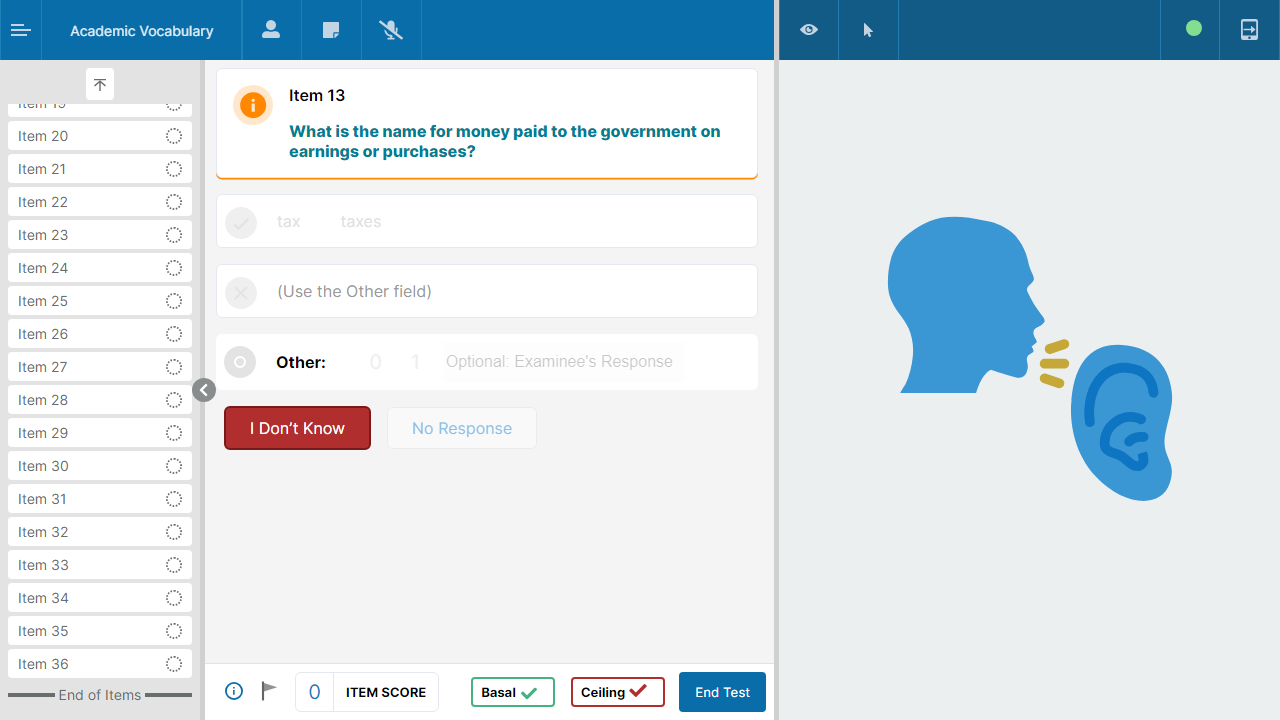 Academic Vocabulary
Item 19
Item 20
Item 21
Item 22
Item 23
Item 24
Item 25
Item 26
Item 27
Item 28
Item 29
Item 30
Item 31
Item 32
Item 33
Item 34
Item 35
Item 36
End of Items
Item 13
What is the name for money paid to the government on
earnings or purchases?
tax taxes
(Use the Other field)
Other: 0 1 Optional: Examinee's Response
I Don't Know No Response
0 ITEM SCORE Basal Ceiling End Test